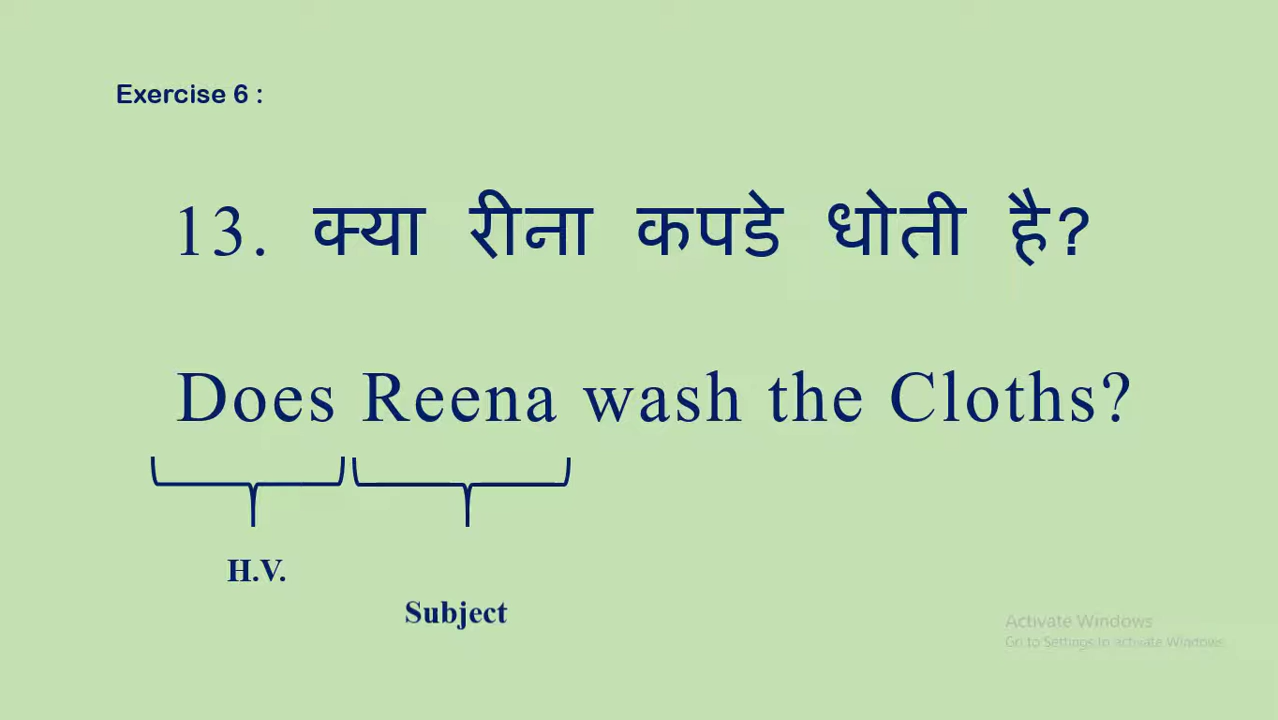 Exercise 6 :
13. क्या रीना कपडे धोती है?
Does Reena wash the Cloths?
H.V.
Subject
Activate Windows
Go to Settings to activate Windows.